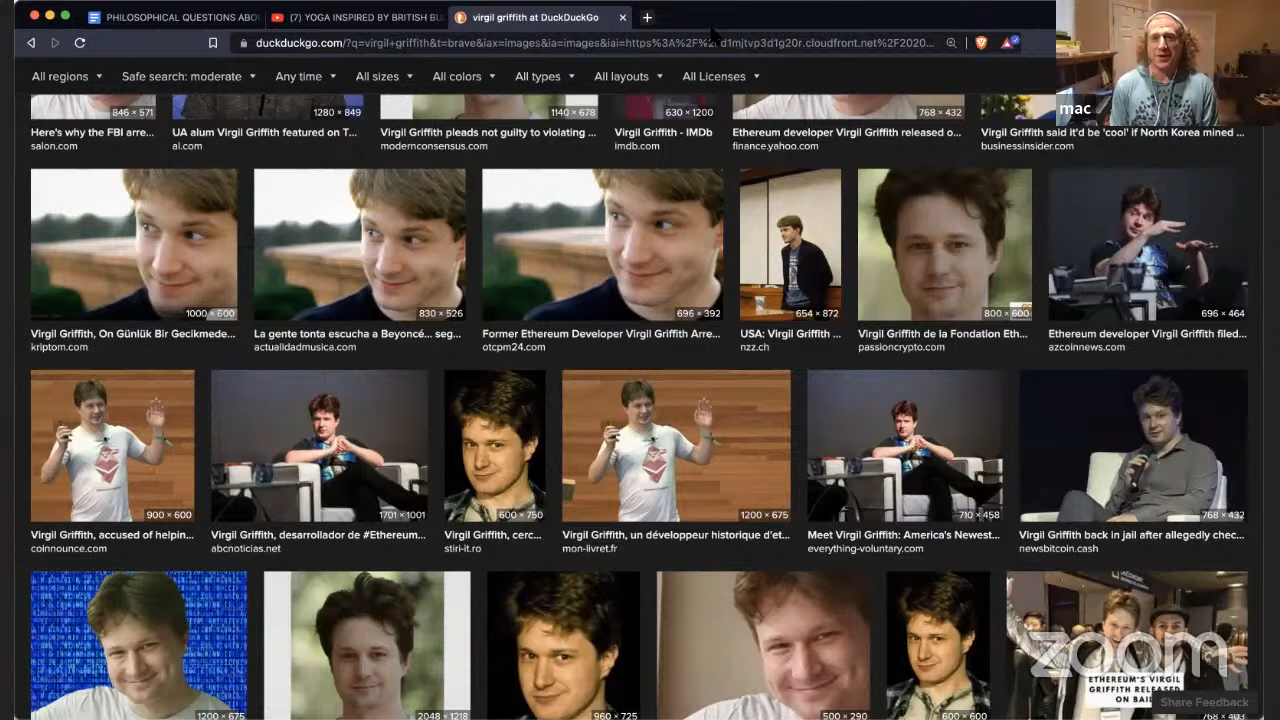 PHILOSOPHICAL QUESTIONS ABO
(7) YOGA INSPIRED BY BRITISH BU
virgil griffith at DuckDuckGo
duckduckgo.com/?q=virgil+griffith&t=brave&iax=images&ia=images&iai=https%3A%2F%2Fd1mjtvp3d1g20r.cloudfront.net%2F2020...
mac
All regions
Safe search: moderate
Any time
All sizes
All colors
All types
All layouts
All Licenses
846 × 571
1280 × 849
1140 × 678
630 × 1200
768 × 432
Here's why the FBI arre...
UA alum Virgil Griffith featured on T...
Virgil Griffith pleads not guilty to violating ...
Virgil Griffith - IMDb
Ethereum developer Virgil Griffith released o...
Virgil Griffith said it'd be 'cool' if North Korea mined ...
salon.com
al.com
modernconsensus.com
imdb.com
finance.yahoo.com
businessinsider.com
1000 × 600
830 × 526
696 × 392
654 × 872
800 × 600
696 × 464
Virgil Griffith, On Günlük Bir Gecikmede...
La gente tonta escucha a Beyoncé... seg...
Former Ethereum Developer Virgil Griffith Arre...
USA: Virgil Griffith ...
Virgil Griffith de la Fondation Eth...
Ethereum developer Virgil Griffith filed...
kriptom.com
actualidadmusica.com
otcpm24.com
nzz.ch
passioncrypto.com
azcoinnews.com
900 × 600
1701 × 1001
600 × 750
1200 × 675
710 × 458
768 × 432
Virgil Griffith, accused of helpin...
Virgil Griffith, desarrollador de #Ethereum...
Virgil Griffith, cerc...
Virgil Griffith, un développeur historique d'et...
Meet Virgil Griffith: America's Newest...
Virgil Griffith back in jail after allegedly chec...
coinnounce.com
abcnoticias.net
stiri-it.ro
mon-livret.fr
everything-voluntary.com
newsbitcoin.cash
zoom
ETHEREUM'S VIRGIL
GRIFFITH RELEASED
ON BAIL
Share Feedback
1200 × 675
2048 × 1218
960 × 725
500 × 290
600 × 600